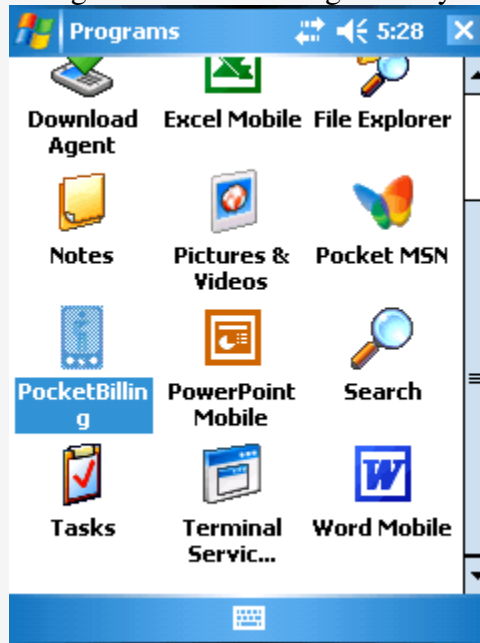 Programs 5:28
Download Excel Mobile File Explorer
Agent
Notes Pictures & Pocket MSN
Videos
PocketBillin PowerPoint Search
g Mobile
Tasks Terminal Word Mobile
Servic...